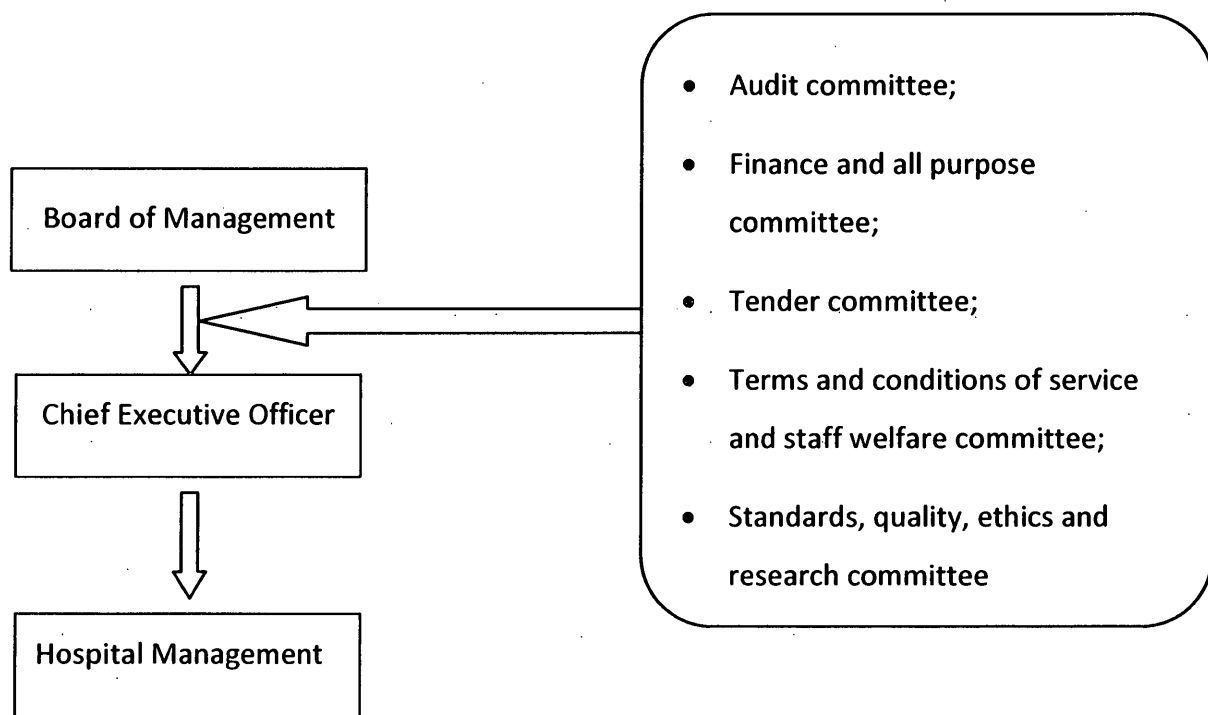 Board of Management
Chief Executive Officer
Hospital Management
• Audit committee;
• Finance and all purpose
committee;
• Tender committee;
• Terms and conditions of service
and staff welfare committee;
• Standards, quality, ethics and
research committee